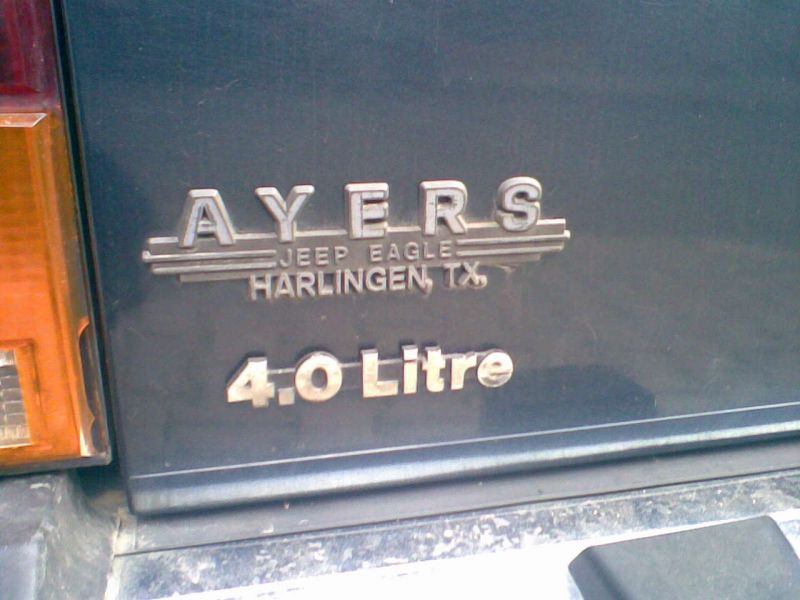 AYERS
JEEP EAGLE
HARLINGEN, TX.
4.0 Litre